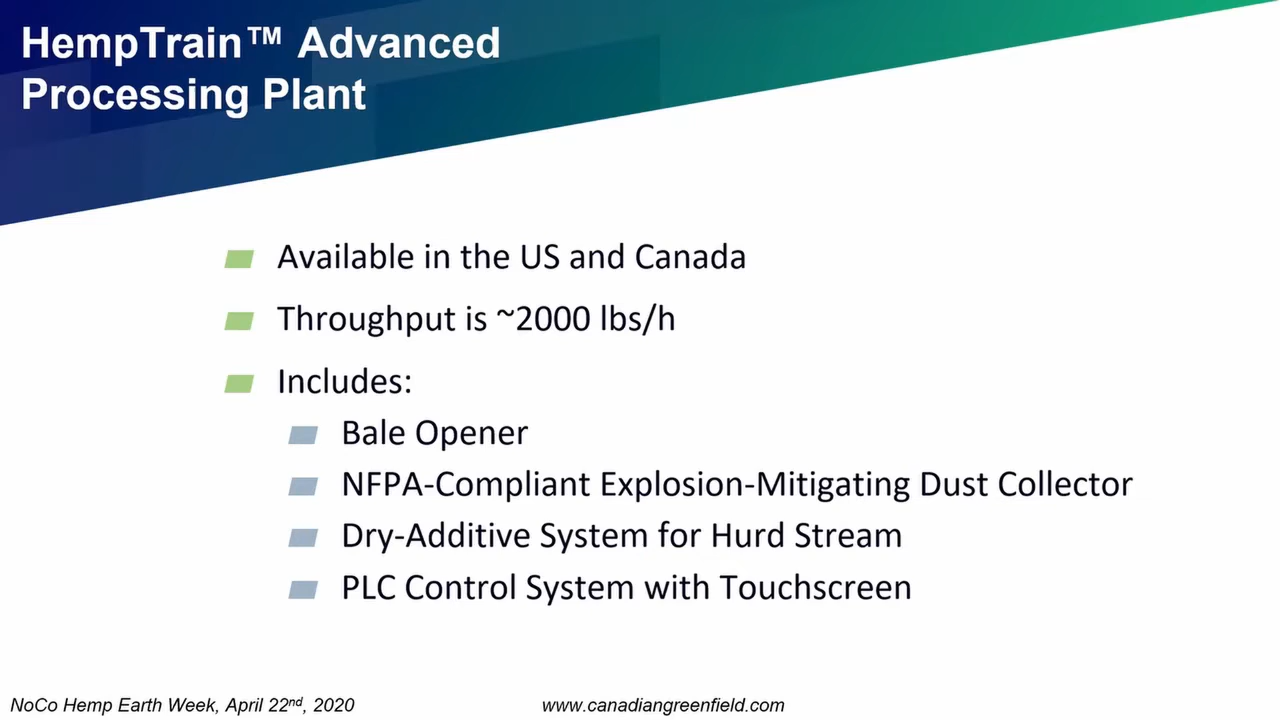 HempTrain™ Advanced
Processing Plant
Available in the US and Canada
Throughput is ~2000 lbs/h
Includes:
Bale Opener
NFPA-Compliant Explosion-Mitigating Dust Collector
Dry-Additive System for Hurd Stream
PLC Control System with Touchscreen
NoCo Hemp Earth Week, April 22nd, 2020
www.canadiangreenfield.com